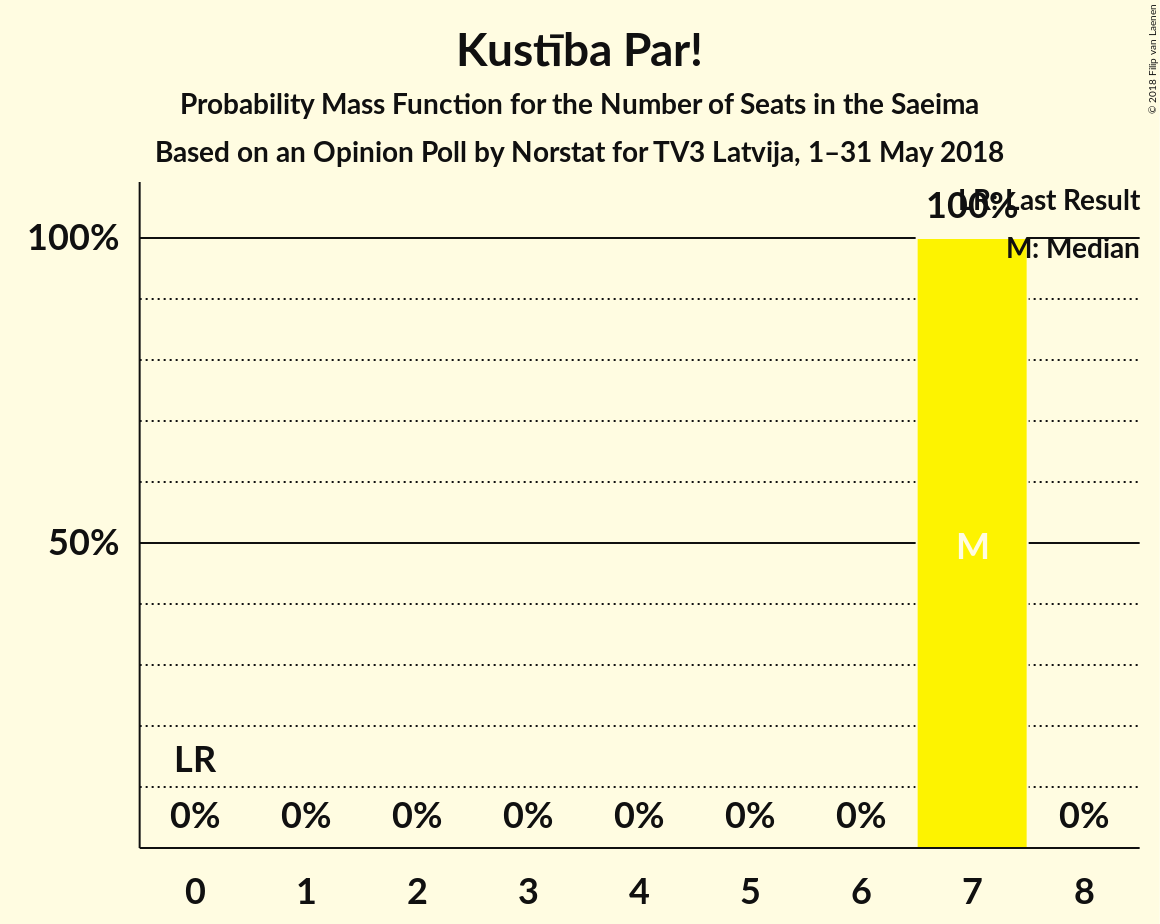 Kustība Par!
Probability Mass Function for the Number of Seats in the Saeima
Based on an Opinion Poll by Norstat for TV3 Latvija, 1–31 May 2018
© 2018 Filip van Laenen
LR: Last Result
M: Median
100%
100%
50%
M
LR
0% 0% 0% 0% 0% 0% 0% 0%
0 1 2 3 4 5 6 7 8